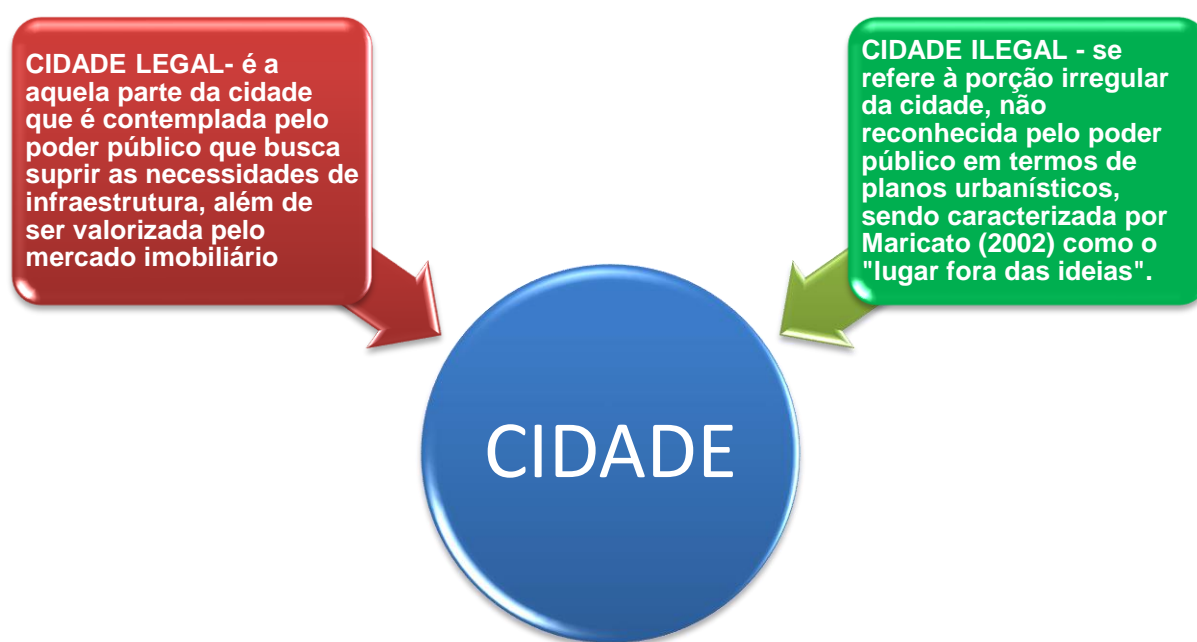 CIDADE LEGAL- é a
aquela parte da cidade
que é contemplada pelo
poder público que busca
suprir as necessidades de
infraestrutura, além de
ser valorizada pelo
mercado imobiliário
CIDADE ILEGAL - se
refere à porção irregular
da cidade, não
reconhecida pelo poder
público em termos de
planos urbanísticos,
sendo caracterizada por
Maricato (2002) como o
"lugar fora das ideias".
CIDADE